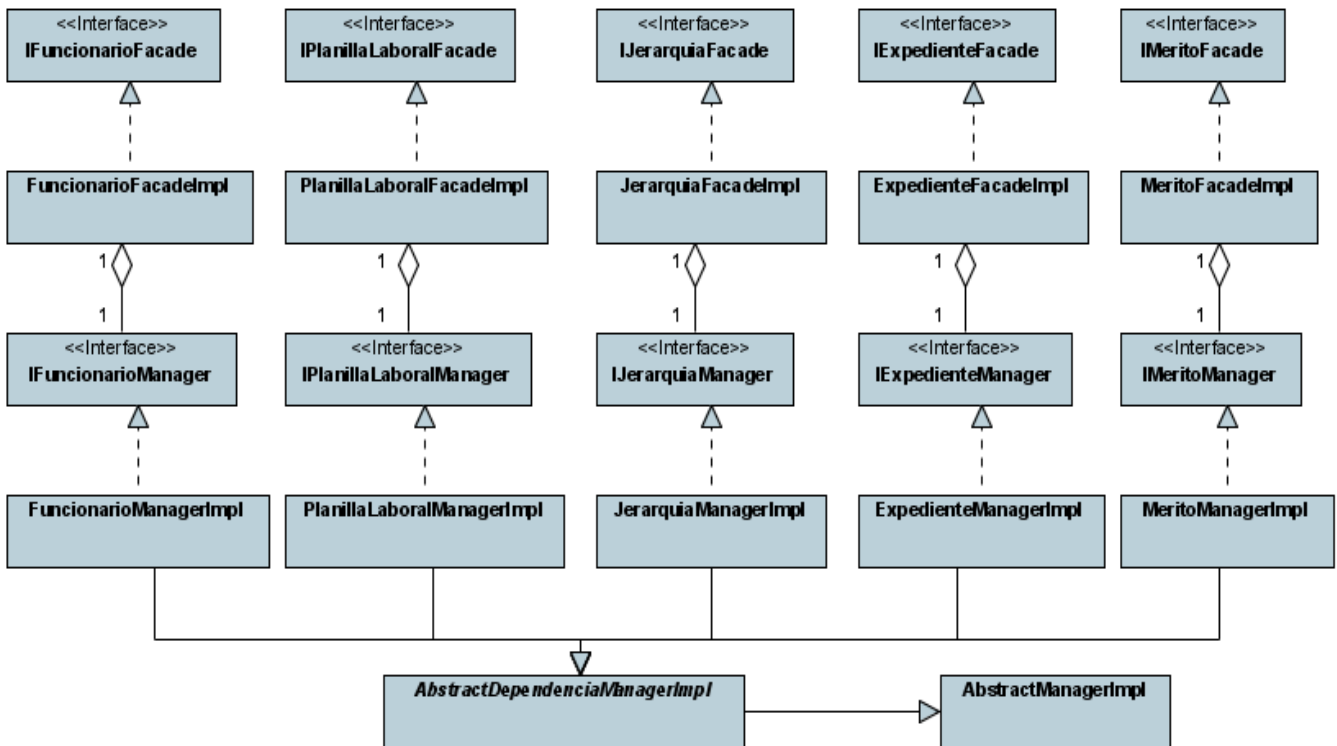 <<Interface>> <<Interface>> <<Interface>> <<Interface>> <<Interface>>
IFuncionarioFacade IPlanillaLaboralFacade IJerarquiaFacade IExpedienteFacade IMeritoFacade
FuncionarioFacadeImpl PlanillaLaboralFacadeImpl JerarquiaFacadeImpl ExpedienteFacadeImpl MeritoFacadeImpl
1 1 1 1 1
1 1 1 1 1
<<Interface>> <<Interface>> <<Interface>> <<Interface>> <<Interface>>
IFuncionarioManager IPlanillaLaboralManager IJerarquiaManager IExpedienteManager IMeritoManager
FuncionarioManagerImpl PlanillaLaboralManagerImpl JerarquiaManagerImpl ExpedienteManagerImpl MeritoManagerImpl
AbstractDependenciaManagerImpl AbstractManagerImpl